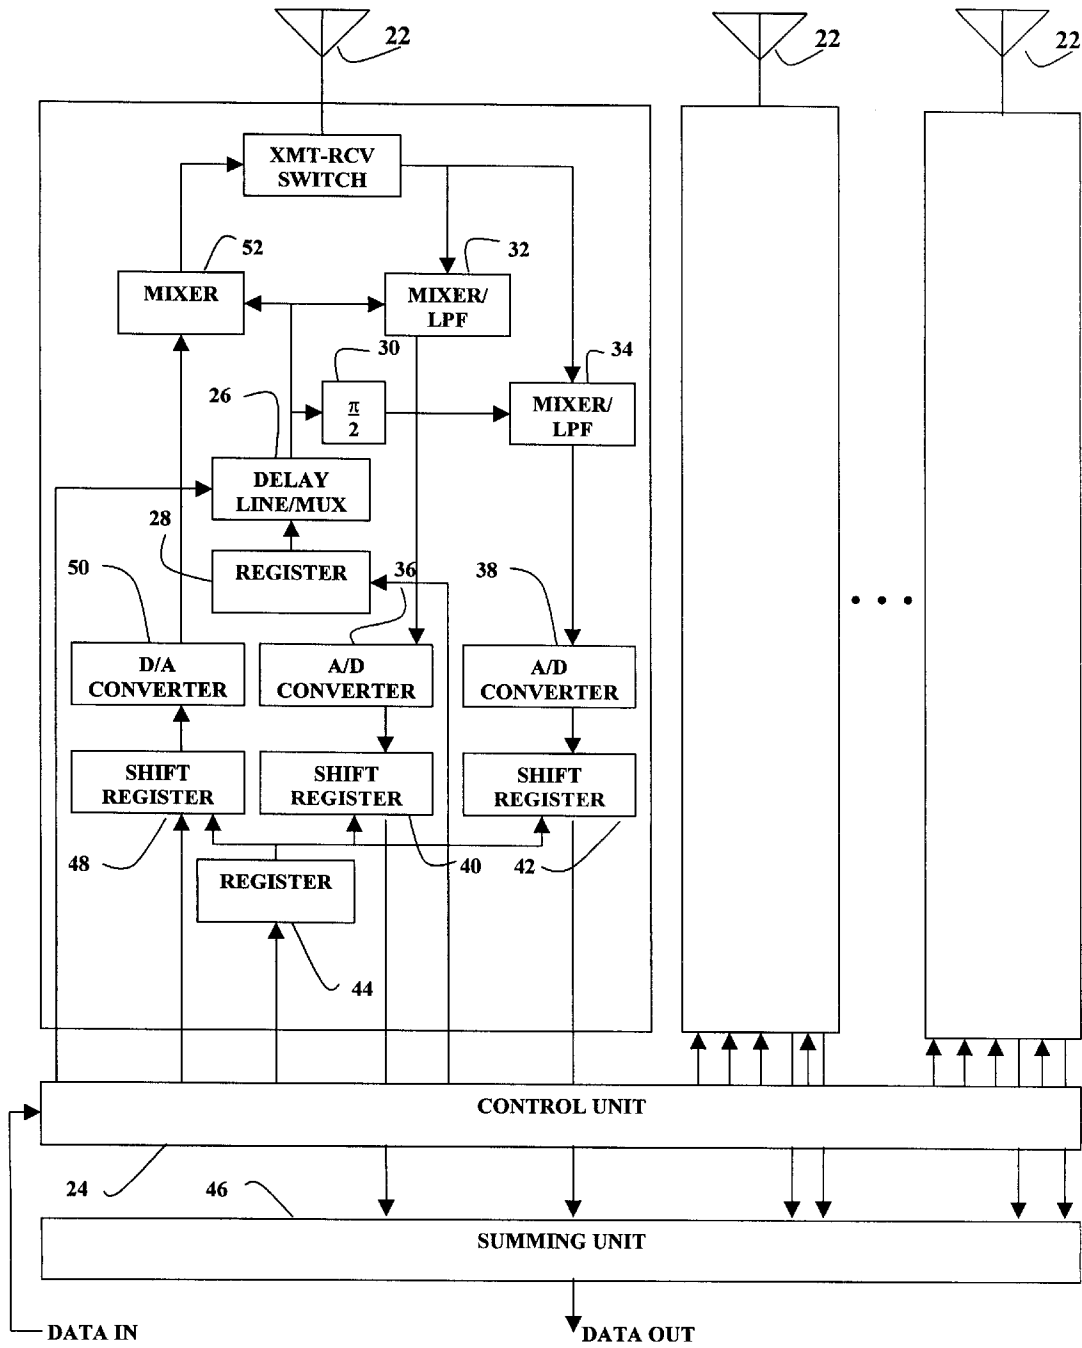 22
22
22
XMT-RCV
SWITCH
52
32
MIXER
MIXER/
LPF
30
34
26
π
2
MIXER/
LPF
DELAY
LINE/MUX
28
REGISTER
36
38
50
D/A
CONVERTER
A/D
CONVERTER
A/D
CONVERTER
SHIFT
REGISTER
SHIFT
REGISTER
SHIFT
REGISTER
48
40
42
REGISTER
44
CONTROL UNIT
24
46
SUMMING UNIT
DATA IN
DATA OUT